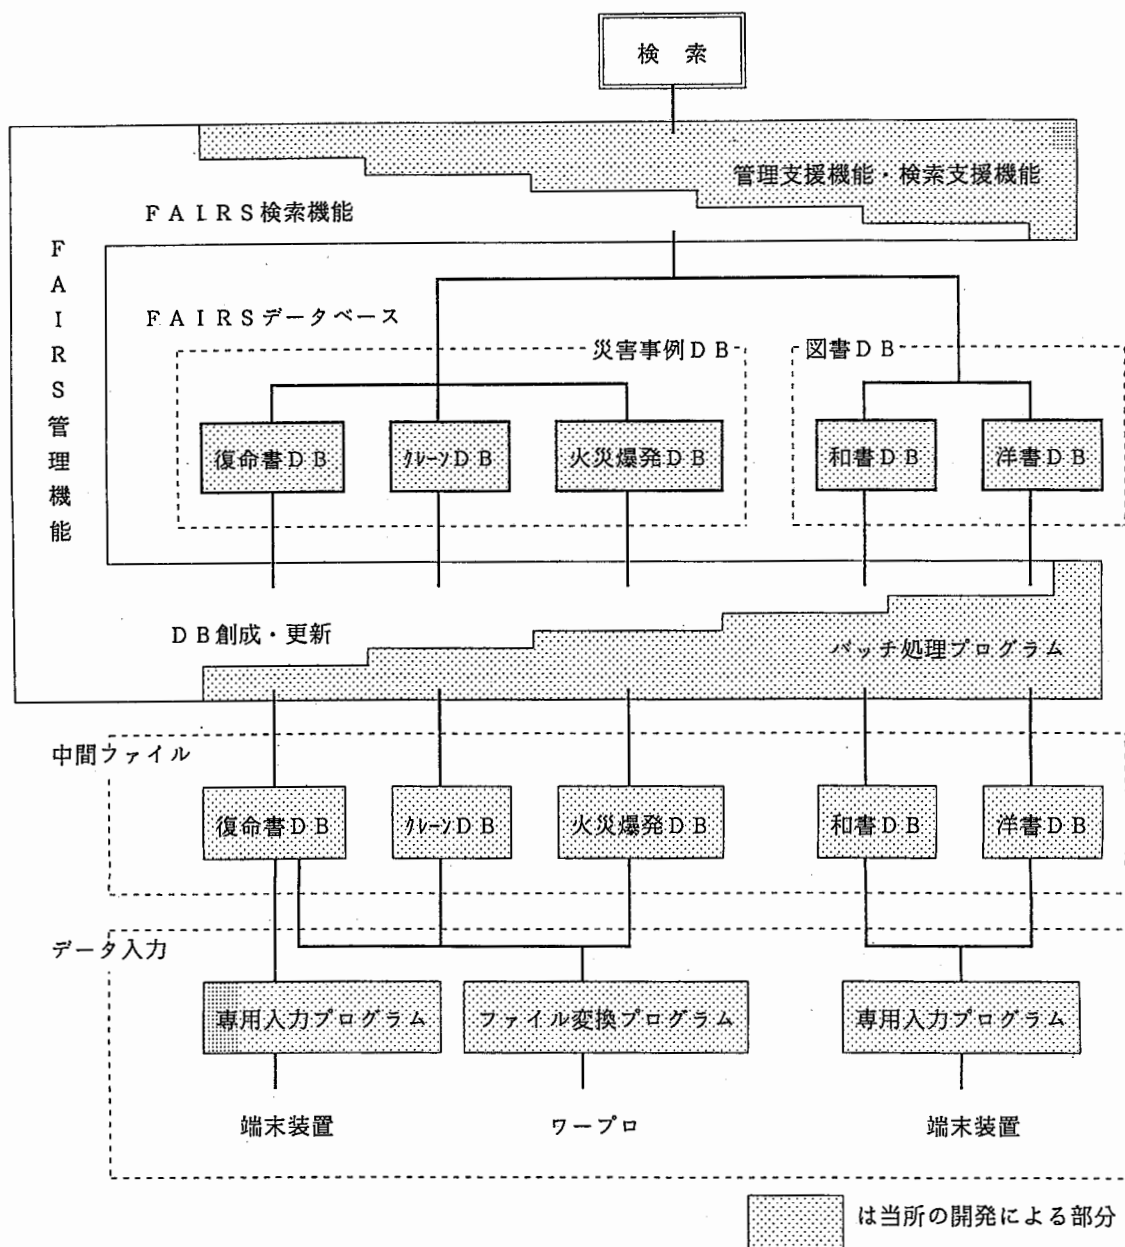 検 索
管理支援機能・検索支援機能
FAIRS検索機能
FAIRS管理機能
FAIRSデータベース
災害事例DB
図書DB
復命書DB
ｸﾚｰﾝDB
火災爆発DB
和書DB
洋書DB
DB創成・更新
バッチ処理プログラム
中間ファイル
復命書DB
ｸﾚｰﾝDB
火災爆発DB
和書DB
洋書DB
データ入力
専用入力プログラム
ファイル変換プログラム
専用入力プログラム
端末装置
ワープロ
端末装置
は当所の開発による部分